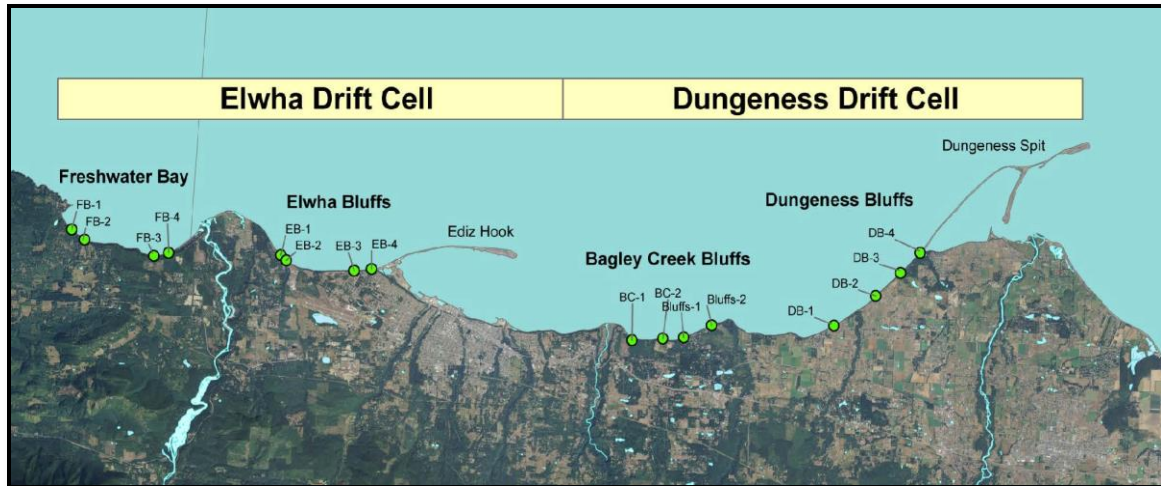 Elwha Drift Cell
Dungeness Drift Cell
Dungeness Spit
Freshwater Bay
FB-1
FB-2
FB-3
FB-4
Elwha Bluffs
EB-1
EB-2
EB-3
EB-4
Ediz Hook
Bagley Creek Bluffs
BC-1
BC-2
Bluffs-1
Bluffs-2
Dungeness Bluffs
DB-4
DB-3
DB-2
DB-1